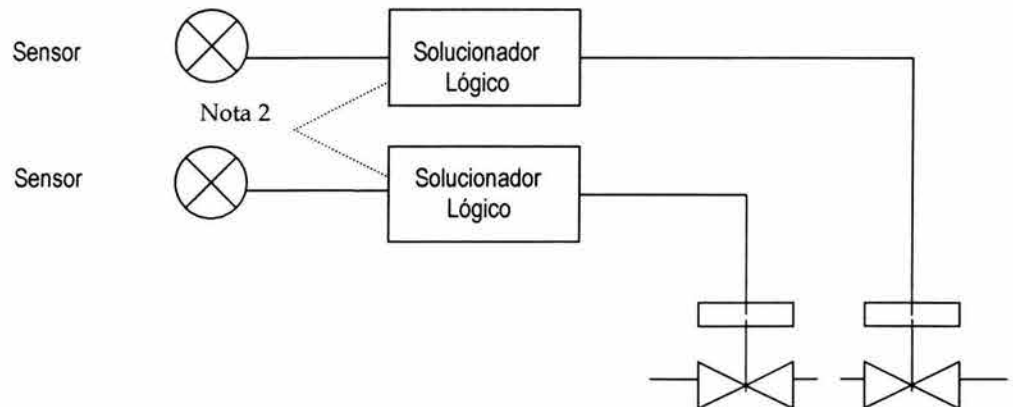 Sensor
Solucionador
Lógico
Nota 2
Sensor
Solucionador
Lógico